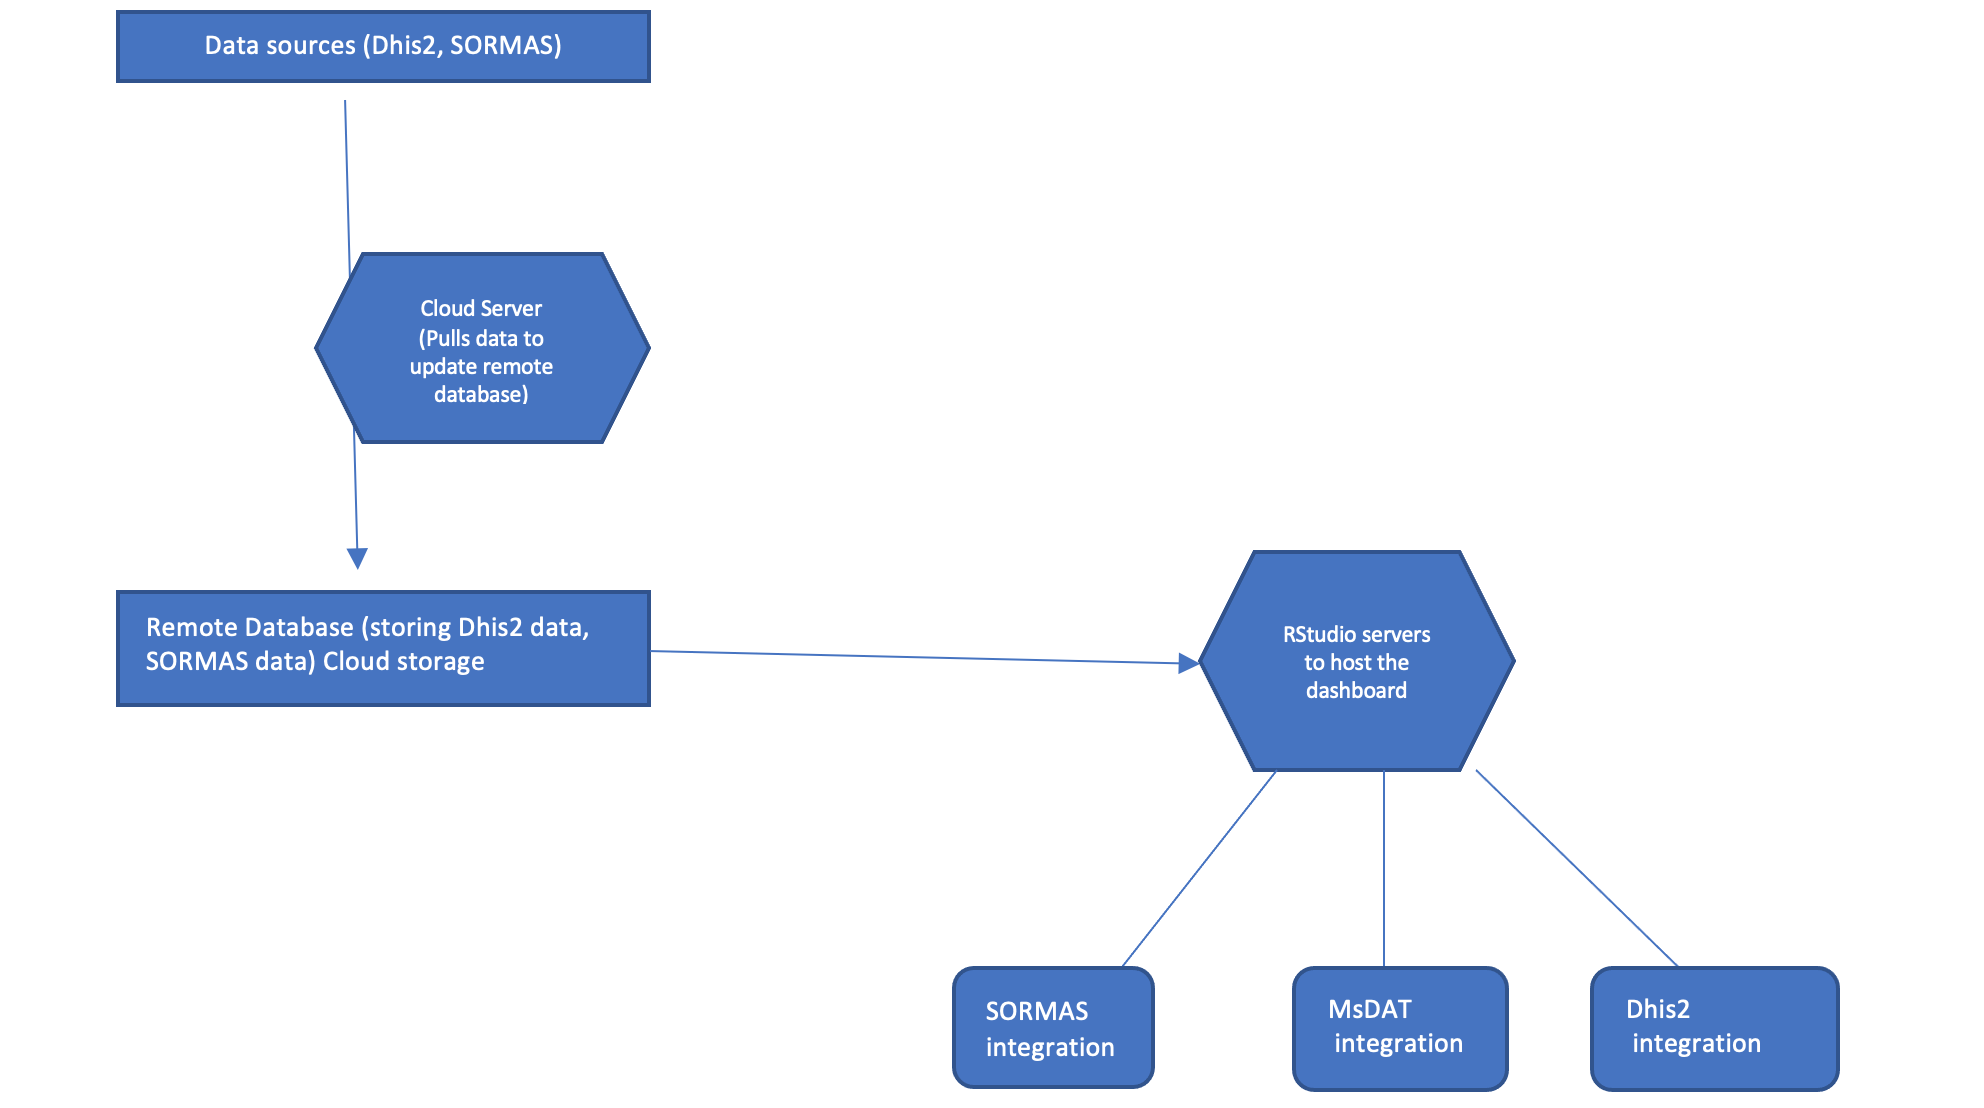 Data sources (Dhis2, SORMAS)
Cloud Server
(Pulls data to
update remote
database)
Remote Database (storing Dhis2 data,
SORMAS data) Cloud storage
RStudio servers
to host the
dashboard
SORMAS
integration
MsDAT
integration
Dhis2
integration